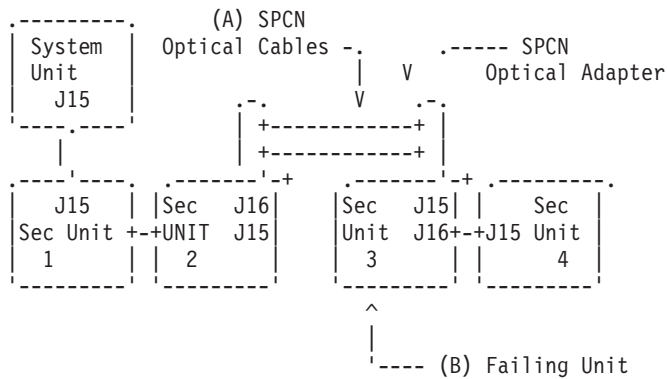 (A) SPCN
System Optical Cables SPCN
Unit V Optical Adapter
J15 V
J15 Sec J16 Sec J15 Sec
Sec Unit UNIT J15 Unit J16 J15 Unit
1 2 3 4
(B) Failing Unit